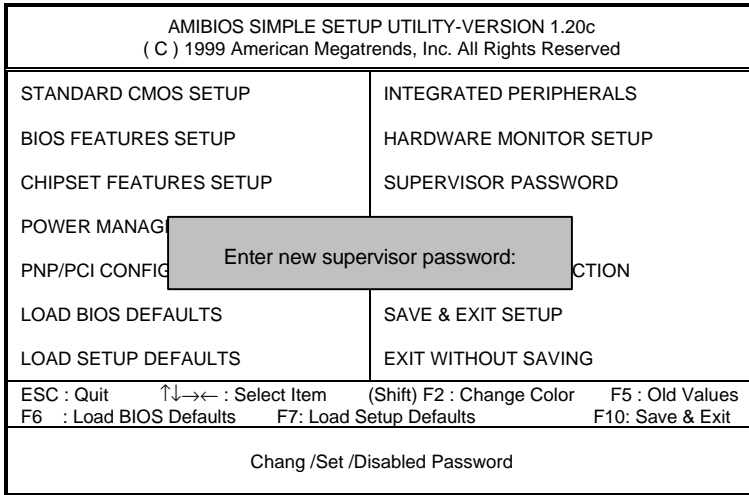 AMIBIOS SIMPLE SETUP UTILITY-VERSION 1.20c
( C ) 1999 American Megatrends, Inc. All Rights Reserved
STANDARD CMOS SETUP
BIOS FEATURES SETUP
CHIPSET FEATURES SETUP
POWER MANAG
PNP/PCI CONFIG
LOAD BIOS DEFAULTS
LOAD SETUP DEFAULTS
INTEGRATED PERIPHERALS
HARDWARE MONITOR SETUP
SUPERVISOR PASSWORD
CTION
SAVE & EXIT SETUP
EXIT WITHOUT SAVING
Enter new supervisor password:
ESC : Quit ↑↓→← : Select Item (Shift) F2 : Change Color F5 : Old Values
F6 : Load BIOS Defaults F7: Load Setup Defaults F10: Save & Exit
Chang /Set /Disabled Password